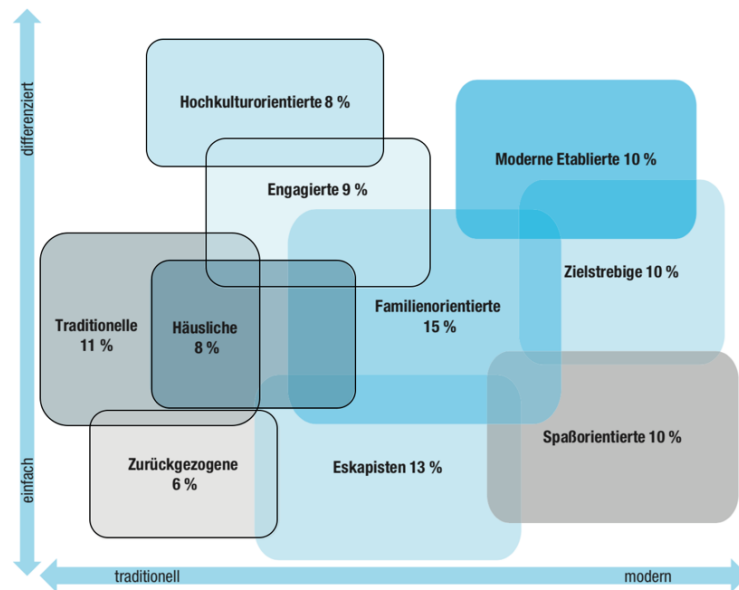 differenziert
Hochkulturorientierte 8 %
Moderne Etablierte 10 %
Engagierte 9 %
Zielstrebige 10 %
Familienorientierte
15 %
Traditionelle
11 %
Häusliche
8 %
Spaßorientierte 10 %
Zurückgezogene
6 %
Eskapisten 13 %
einfach
traditionell
modern